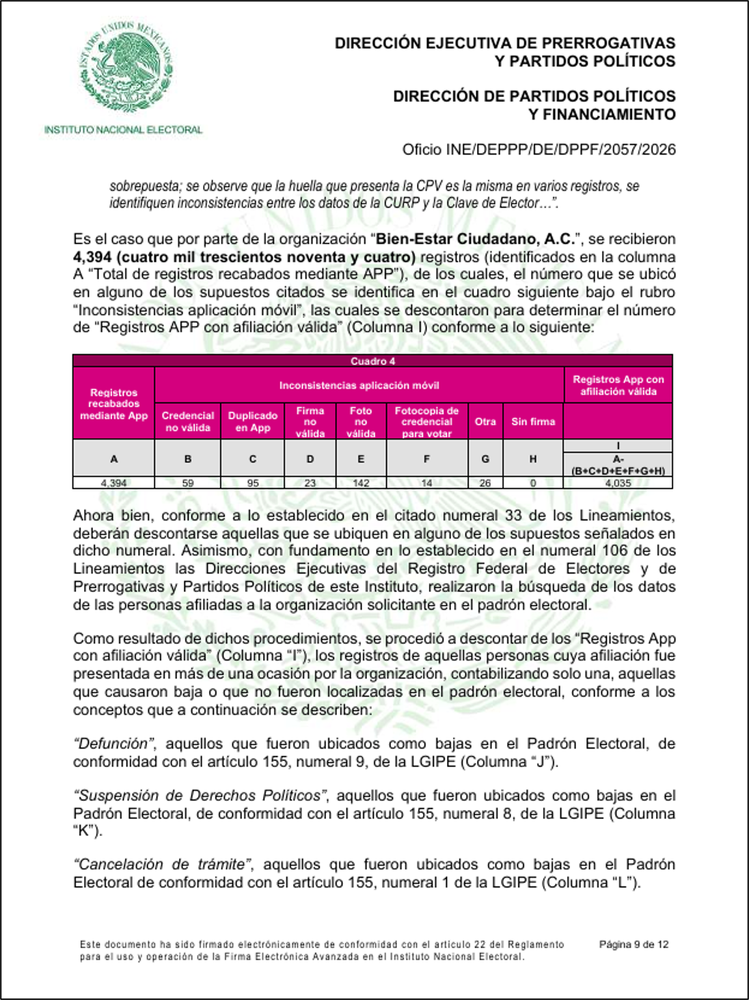 ESTADOS UNIDOS MEXICANOS
INSTITUTO NACIONAL ELECTORAL
DIRECCIÓN EJECUTIVA DE PRERROGATIVAS
Y PARTIDOS POLÍTICOS
DIRECCIÓN DE PARTIDOS POLÍTICOS
Y FINANCIAMIENTO
Oficio INE/DEPPP/DE/DPPF/2057/2026
sobrepuesta; se observe que la huella que presenta la CPV es la misma en varios registros, se
identifiquen inconsistencias entre los datos de la CURP y la Clave de Elector…”.
Es el caso que por parte de la organización “Bien-Estar Ciudadano, A.C.”, se recibieron
4,394 (cuatro mil trescientos noventa y cuatro) registros (identificados en la columna
A “Total de registros recabados mediante APP”), de los cuales, el número que se ubicó
en alguno de los supuestos citados se identifica en el cuadro siguiente bajo el rubro
“Inconsistencias aplicación móvil”, las cuales se descontaron para determinar el número
de “Registros APP con afiliación válida” (Columna I) conforme a lo siguiente:
Cuadro 4
Registros
recabados
mediante App
Inconsistencias aplicación móvil
Registros App con
afiliación válida
Credencial
no válida
Duplicado
en App
Firma
no
válida
Foto
no
válida
Fotocopia de
credencial
para votar
Otra
Sin firma
A
B
C
D
E
F
G
H
I
A-
(B+C+D+E+F+G+H)
4,394
59
95
23
142
14
26
0
4,035
Ahora bien, conforme a lo establecido en el citado numeral 33 de los Lineamientos,
deberán descontarse aquellas que se ubiquen en alguno de los supuestos señalados en
dicho numeral. Asimismo, con fundamento en lo establecido en el numeral 106 de los
Lineamientos las Direcciones Ejecutivas del Registro Federal de Electores y de
Prerrogativas y Partidos Políticos de este Instituto, realizaron la búsqueda de los datos
de las personas afiliadas a la organización solicitante en el padrón electoral.
Como resultado de dichos procedimientos, se procedió a descontar de los “Registros App
con afiliación válida” (Columna “I”), los registros de aquellas personas cuya afiliación fue
presentada en más de una ocasión por la organización, contabilizando solo una, aquellas
que causaron baja o que no fueron localizadas en el padrón electoral, conforme a los
conceptos que a continuación se describen:
“Defunción”, aquellos que fueron ubicados como bajas en el Padrón Electoral, de
conformidad con el artículo 155, numeral 9, de la LGIPE (Columna “J”).
“Suspensión de Derechos Políticos”, aquellos que fueron ubicados como bajas en el
Padrón Electoral, de conformidad con el artículo 155, numeral 8, de la LGIPE (Columna
“K”).
“Cancelación de trámite”, aquellos que fueron ubicados como bajas en el Padrón
Electoral de conformidad con el artículo 155, numeral 1 de la LGIPE (Columna “L”).
Este documento ha sido firmado electrónicamente de conformidad con el artículo 22 del Reglamento
para el uso y operación de la Firma Electrónica Avanzada en el Instituto Nacional Electoral.
Página 9 de 12